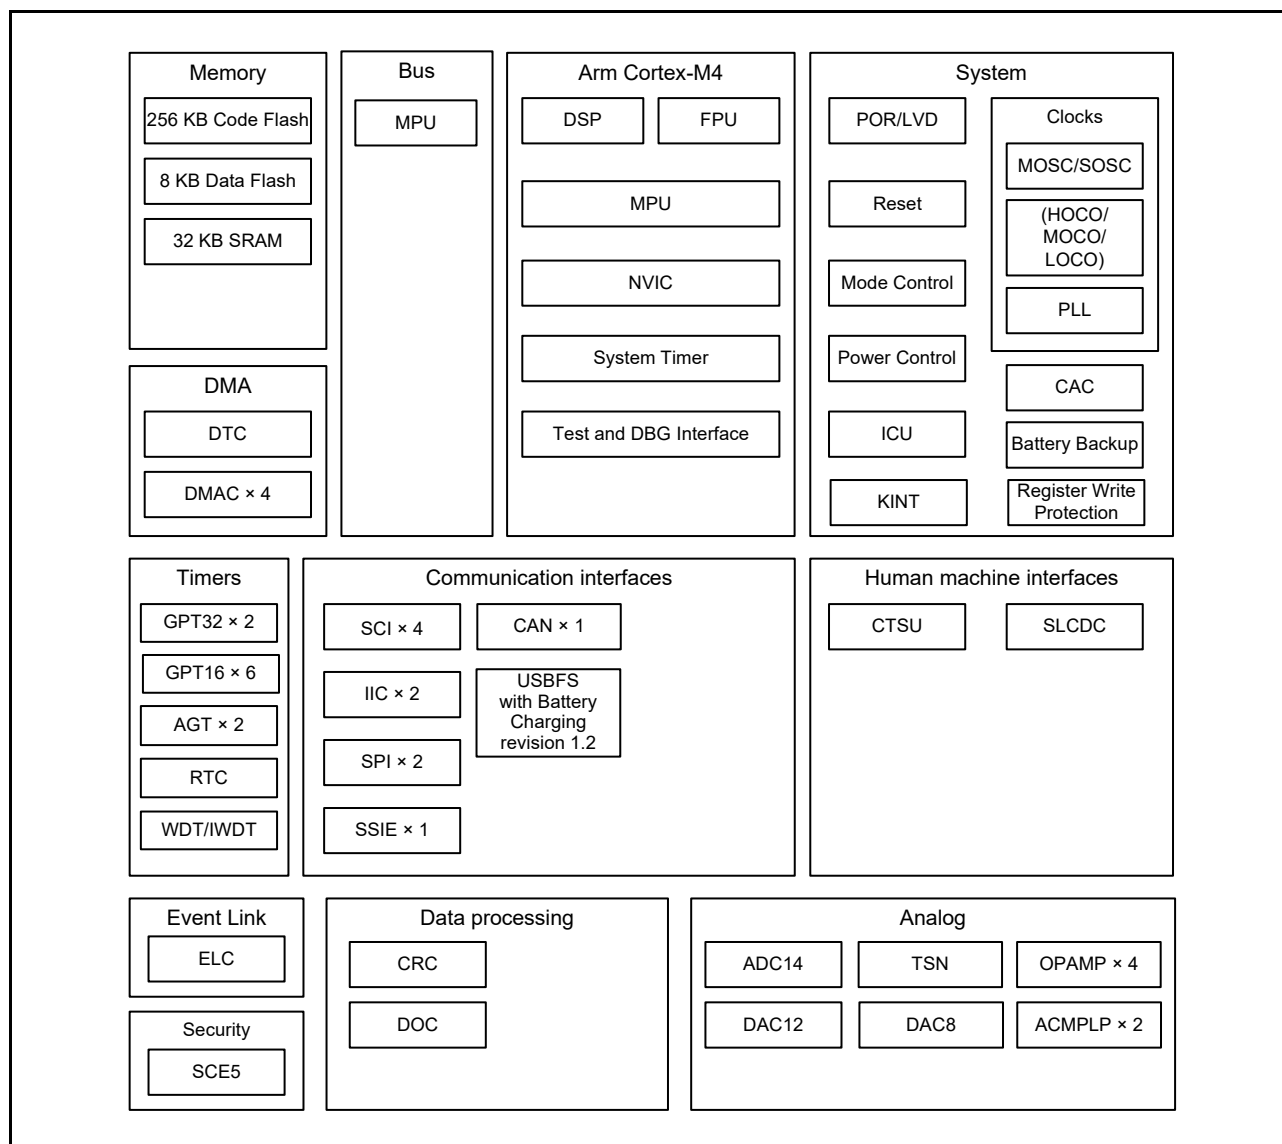 Memory
256 KB Code Flash
8 KB Data Flash
32 KB SRAM
DMA
DTC
DMAC × 4
Bus
MPU
Arm Cortex-M4
DSP
FPU
MPU
NVIC
System Timer
Test and DBG Interface
System
POR/LVD
Reset
Mode Control
Power Control
ICU
KINT
Clocks
MOSC/SOSC
(HOCO/
MOCO/
LOCO)
PLL
CAC
Battery Backup
Register Write
Protection
Timers
GPT32 × 2
GPT16 × 6
AGT × 2
RTC
WDT/IWDT
Communication interfaces
SCI × 4
IIC × 2
SPI × 2
SSIE × 1
CAN × 1
USBFS
with Battery
Charging
revision 1.2
Human machine interfaces
CTSU
SLCDC
Event Link
ELC
Security
SCE5
Data processing
CRC
DOC
Analog
ADC14
TSN
OPAMP × 4
DAC12
DAC8
ACMPLP × 2